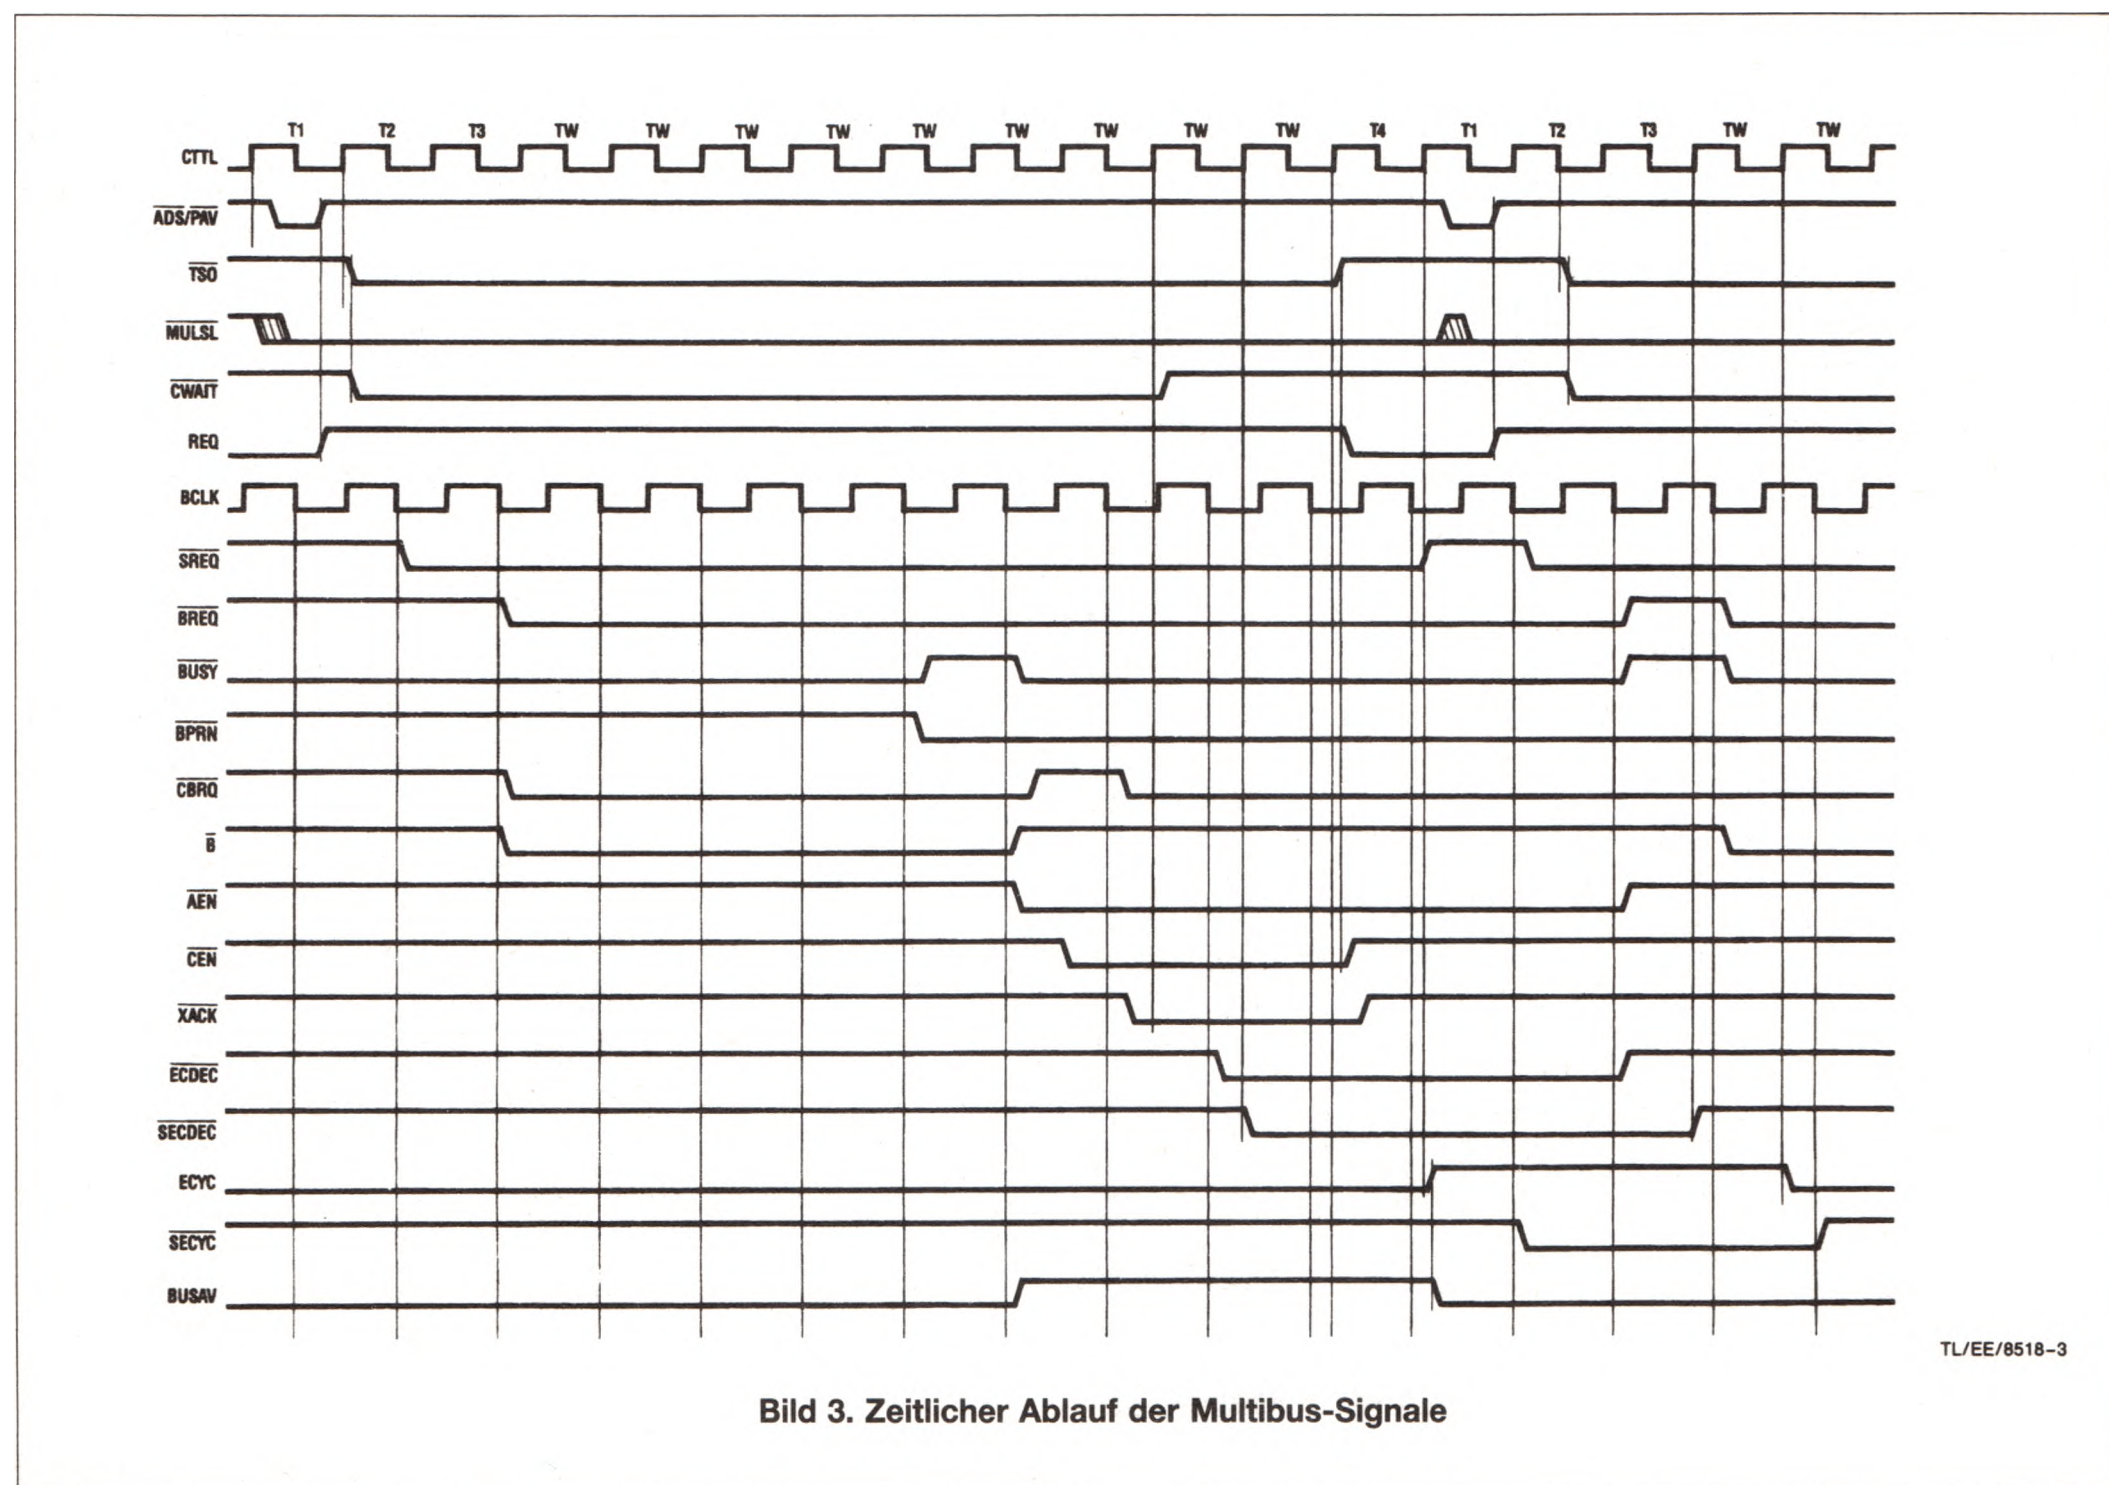 T1 T2 T3 TW TW TW TW TW TW TW TW TW T4 T1 T2 T3 TW TW
CTTL
ADS/PAV
TSO
MULSL
CWAIT
REQ
BCLK
SREQ
BREQ
BUSY
BPRN
CBRQ
B
AEN
CEN
XACK
ECDEC
SECDEC
ECYC
SECYC
BUSAV
TL/EE/8518–3
Bild 3. Zeitlicher Ablauf der Multibus-Signale